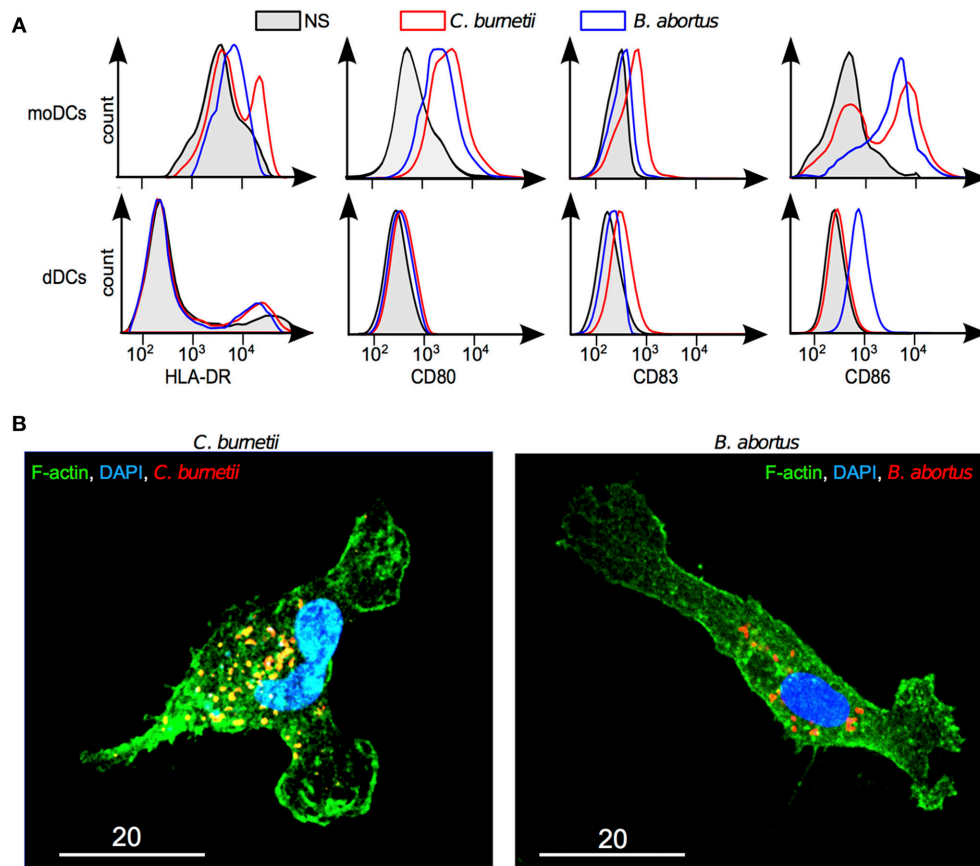 A
NS C. burnetii B. abortus
moDCs
count
dDCs
count
10² 10³ 10⁴
HLA-DR
10² 10³ 10⁴
CD80
10² 10³ 10⁴
CD83
10² 10³ 10⁴
CD86
B
C. burnetii
F-actin, DAPI, C. burnetii
20
B. abortus
F-actin, DAPI, B. abortus
20